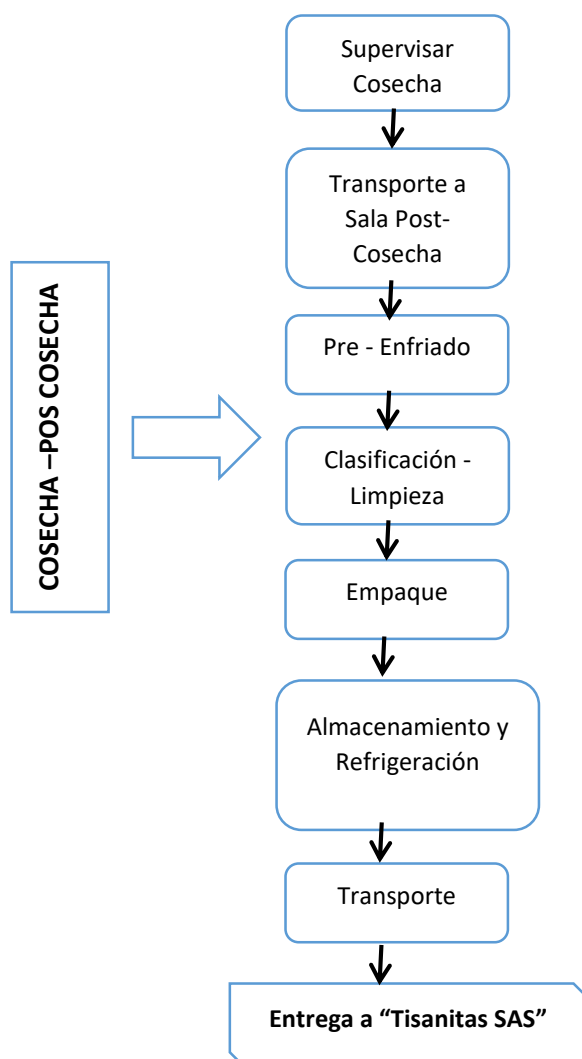 Supervisar
Cosecha
Transporte a
Sala Post-
Cosecha
COSECHA –POS COSECHA
Pre - Enfriado
Clasificación -
Limpieza
Empaque
Almacenamiento y
Refrigeración
Transporte
Entrega a “Tisanitas SAS”